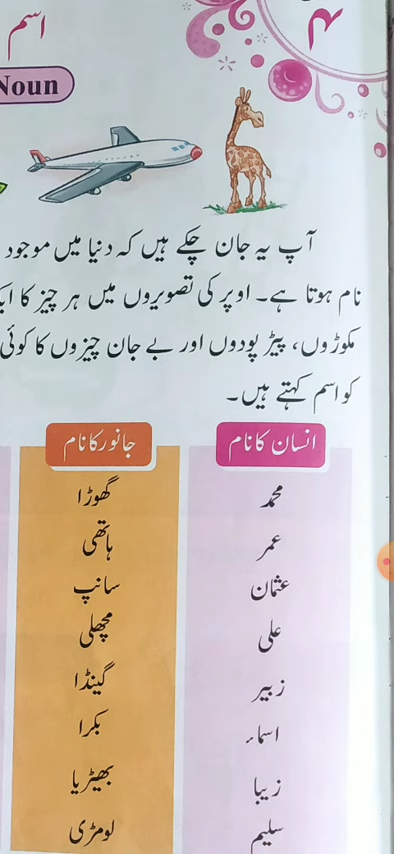 اسم
Noun
آپ یہ جان چکے ہیں کہ دنیا میں موجود
نام ہوتا ہے۔ اوپر کی تصویروں میں ہر چیز کا
مکوڑوں، پیڑ پودوں اور بے جان چیزوں کا کوئی
کو اسم کہتے ہیں۔
انسان کا نام
محمد
عمر
عثمان
علی
زبیر
اسماء
زیبا
سلیم
جانور کا نام
گھوڑا
ہاتھی
سانپ
مچھلی
گینڈا
بکرا
بھیڑیا
لومڑی